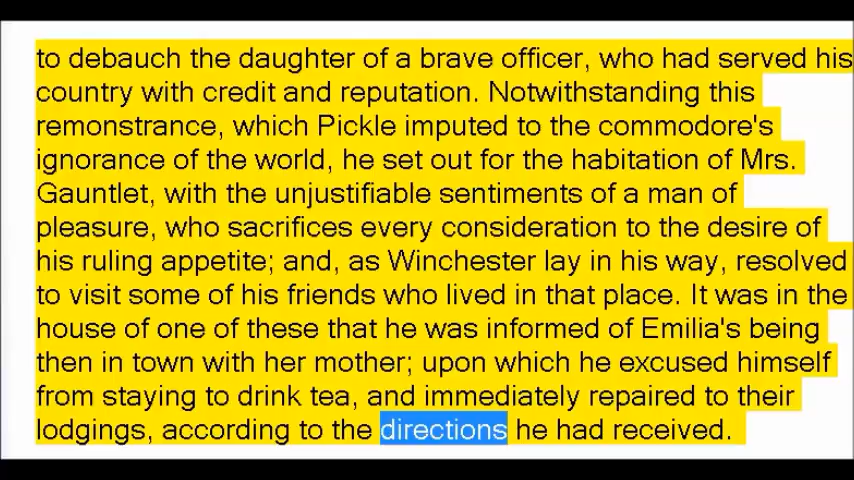 to debauch the daughter of a brave officer, who had served his
country with credit and reputation. Notwithstanding this
remonstrance, which Pickle imputed to the commodore's
ignorance of the world, he set out for the habitation of Mrs.
Gauntlet, with the unjustifiable sentiments of a man of
pleasure, who sacrifices every consideration to the desire of
his ruling appetite; and, as Winchester lay in his way, resolved
to visit some of his friends who lived in that place. It was in the
house of one of these that he was informed of Emilia's being
then in town with her mother; upon which he excused himself
from staying to drink tea, and immediately repaired to their
lodgings, according to the directions he had received.